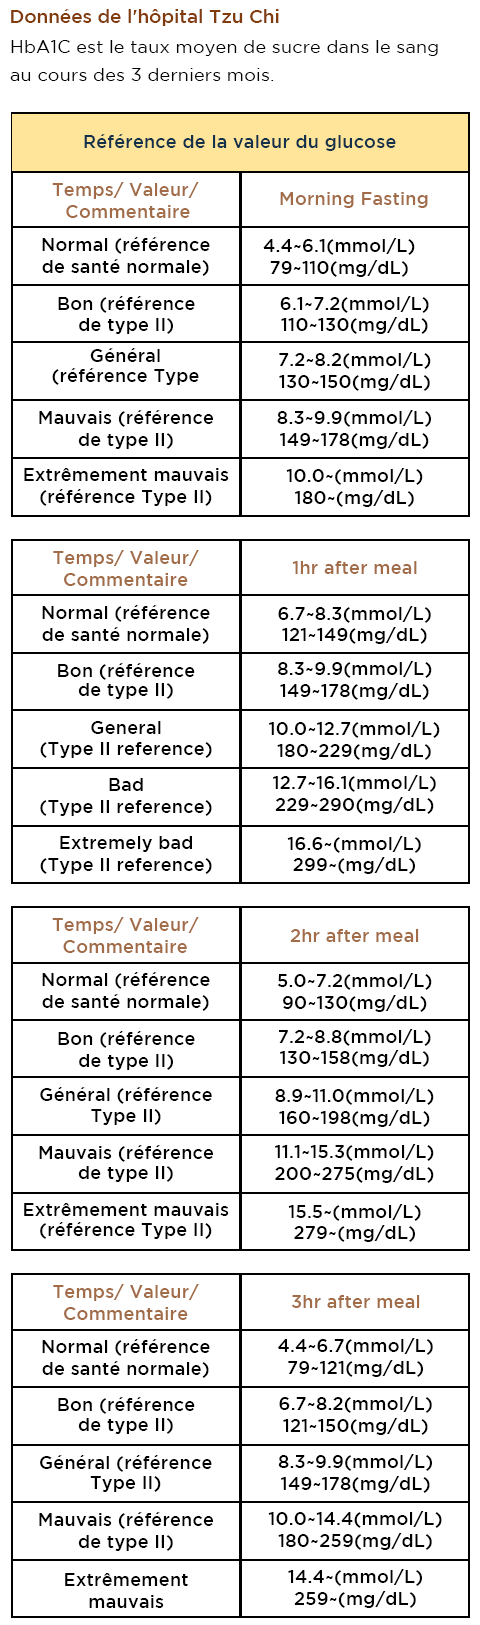 Données de l'hôpital Tzu Chi
HbA1C est le taux moyen de sucre dans le sang
au cours des 3 derniers mois.
Référence de la valeur du glucose
Temps/ Valeur/
Commentaire
Morning Fasting
Normal (référence
de santé normale)
4.4~6.1(mmol/L)
79~110(mg/dL)
Bon (référence
de type II)
6.1~7.2(mmol/L)
110~130(mg/dL)
Général
(référence Type
7.2~8.2(mmol/L)
130~150(mg/dL)
Mauvais (référence
de type II)
8.3~9.9(mmol/L)
149~178(mg/dL)
Extrêmement mauvais
(référence Type II)
10.0~(mmol/L)
180~(mg/dL)
Temps/ Valeur/
Commentaire
1hr after meal
Normal (référence
de santé normale)
6.7~8.3(mmol/L)
121~149(mg/dL)
Bon (référence
de type II)
8.3~9.9(mmol/L)
149~178(mg/dL)
General
(Type II reference)
10.0~12.7(mmol/L)
180~229(mg/dL)
Bad
(Type II reference)
12.7~16.1(mmol/L)
229~290(mg/dL)
Extremely bad
(Type II reference)
16.6~(mmol/L)
299~(mg/dL)
Temps/ Valeur/
Commentaire
2hr after meal
Normal (référence
de santé normale)
5.0~7.2(mmol/L)
90~130(mg/dL)
Bon (référence
de type II)
7.2~8.8(mmol/L)
130~158(mg/dL)
Général (référence
Type II)
8.9~11.0(mmol/L)
160~198(mg/dL)
Mauvais (référence
de type II)
11.1~15.3(mmol/L)
200~275(mg/dL)
Extrêmement mauvais
(référence Type II)
15.5~(mmol/L)
279~(mg/dL)
Temps/ Valeur/
Commentaire
3hr after meal
Normal (référence
de santé normale)
4.4~6.7(mmol/L)
79~121(mg/dL)
Bon (référence
de type II)
6.7~8.2(mmol/L)
121~150(mg/dL)
Général (référence
Type II)
8.3~9.9(mmol/L)
149~178(mg/dL)
Mauvais (référence
de type II)
10.0~14.4(mmol/L)
180~259(mg/dL)
Extrêmement
mauvais
14.4~(mmol/L)
259~(mg/dL)